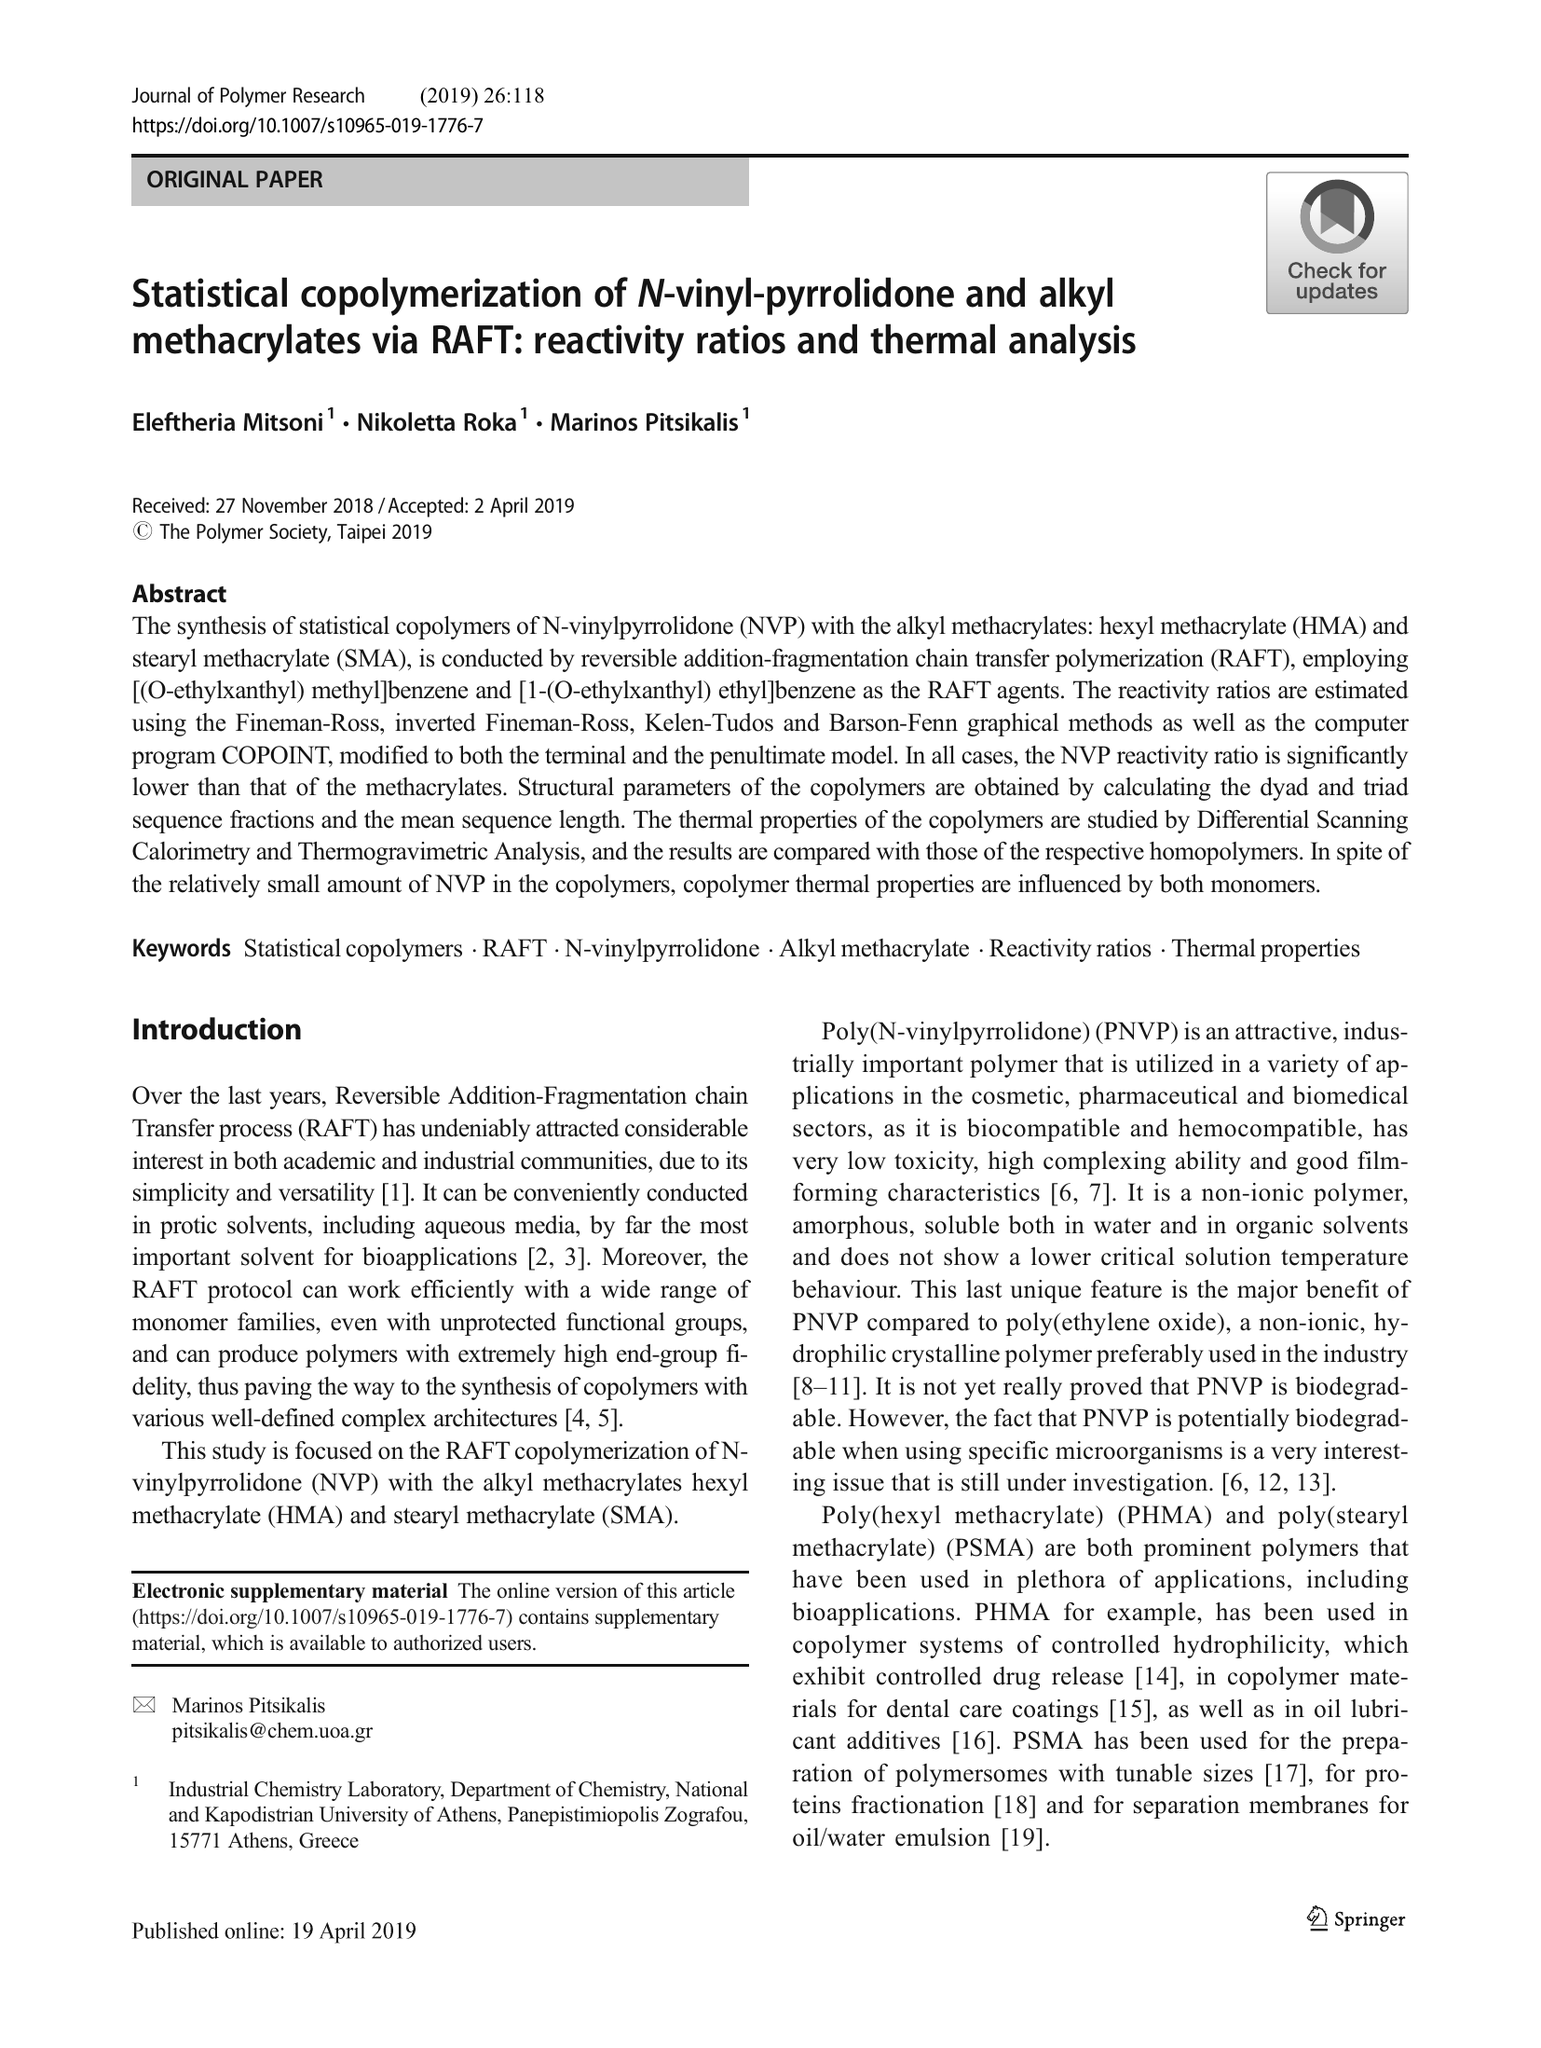 Journal of Polymer Research (2019) 26:118
https://doi.org/10.1007/s10965-019-1776-7
ORIGINAL PAPER
Check for
updates
Statistical copolymerization of N-vinyl-pyrrolidone and alkyl
methacrylates via RAFT: reactivity ratios and thermal analysis
Eleftheria Mitsoni 1 • Nikoletta Roka 1 • Marinos Pitsikalis 1
Received: 27 November 2018 / Accepted: 2 April 2019
© The Polymer Society, Taipei 2019
Abstract
The synthesis of statistical copolymers of N-vinylpyrrolidone (NVP) with the alkyl methacrylates: hexyl methacrylate (HMA) and
stearyl methacrylate (SMA), is conducted by reversible addition-fragmentation chain transfer polymerization (RAFT), employing
[(O-ethylxanthyl) methyl]benzene and [1-(O-ethylxanthyl) ethyl]benzene as the RAFT agents. The reactivity ratios are estimated
using the Fineman-Ross, inverted Fineman-Ross, Kelen-Tudos and Barson-Fenn graphical methods as well as the computer
program COPOINT, modified to both the terminal and the penultimate model. In all cases, the NVP reactivity ratio is significantly
lower than that of the methacrylates. Structural parameters of the copolymers are obtained by calculating the dyad and triad
sequence fractions and the mean sequence length. The thermal properties of the copolymers are studied by Differential Scanning
Calorimetry and Thermogravimetric Analysis, and the results are compared with those of the respective homopolymers. In spite of
the relatively small amount of NVP in the copolymers, copolymer thermal properties are influenced by both monomers.
Keywords Statistical copolymers · RAFT · N-vinylpyrrolidone · Alkyl methacrylate · Reactivity ratios · Thermal properties
Introduction
Over the last years, Reversible Addition-Fragmentation chain
Transfer process (RAFT) has undeniably attracted considerable
interest in both academic and industrial communities, due to its
simplicity and versatility [1]. It can be conveniently conducted
in protic solvents, including aqueous media, by far the most
important solvent for bioapplications [2, 3]. Moreover, the
RAFT protocol can work efficiently with a wide range of
monomer families, even with unprotected functional groups,
and can produce polymers with extremely high end-group fi-
delity, thus paving the way to the synthesis of copolymers with
various well-defined complex architectures [4, 5].
This study is focused on the RAFT copolymerization of N-
vinylpyrrolidone (NVP) with the alkyl methacrylates hexyl
methacrylate (HMA) and stearyl methacrylate (SMA).
Electronic supplementary material The online version of this article
(https://doi.org/10.1007/s10965-019-1776-7) contains supplementary
material, which is available to authorized users.
Marinos Pitsikalis
pitsikalis@chem.uoa.gr
1 Industrial Chemistry Laboratory, Department of Chemistry, National
and Kapodistrian University of Athens, Panepistimiopolis Zografou,
15771 Athens, Greece
Poly(N-vinylpyrrolidone) (PNVP) is an attractive, indus-
trially important polymer that is utilized in a variety of ap-
plications in the cosmetic, pharmaceutical and biomedical
sectors, as it is biocompatible and hemocompatible, has
very low toxicity, high complexing ability and good film-
forming characteristics [6, 7]. It is a non-ionic polymer,
amorphous, soluble both in water and in organic solvents
and does not show a lower critical solution temperature
behaviour. This last unique feature is the major benefit of
PNVP compared to poly(ethylene oxide), a non-ionic, hy-
drophilic crystalline polymer preferably used in the industry
[8–11]. It is not yet really proved that PNVP is biodegrad-
able. However, the fact that PNVP is potentially biodegrad-
able when using specific microorganisms is a very interest-
ing issue that is still under investigation. [6, 12, 13].
Poly(hexyl methacrylate) (PHMA) and poly(stearyl
methacrylate) (PSMA) are both prominent polymers that
have been used in plethora of applications, including
bioapplications. PHMA for example, has been used in
copolymer systems of controlled hydrophilicity, which
exhibit controlled drug release [14], in copolymer mate-
rials for dental care coatings [15], as well as in oil lubri-
cant additives [16]. PSMA has been used for the prepa-
ration of polymersomes with tunable sizes [17], for pro-
teins fractionation [18] and for separation membranes for
oil/water emulsion [19].
Published online: 19 April 2019
Springer